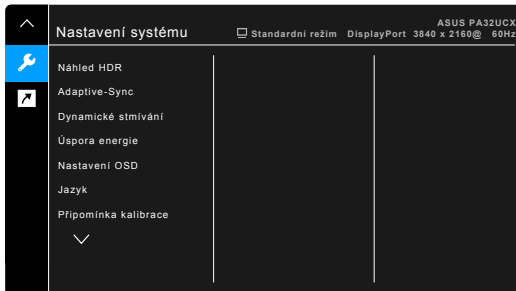 ASUS PA32UCX
Nastavení systému
Standardní režim DisplayPort 3840 x 2160@ 60Hz
Náhled HDR
Adaptive-Sync
Dynamické stmívání
Úspora energie
Nastavení OSD
Jazyk
Připomínka kalibrace